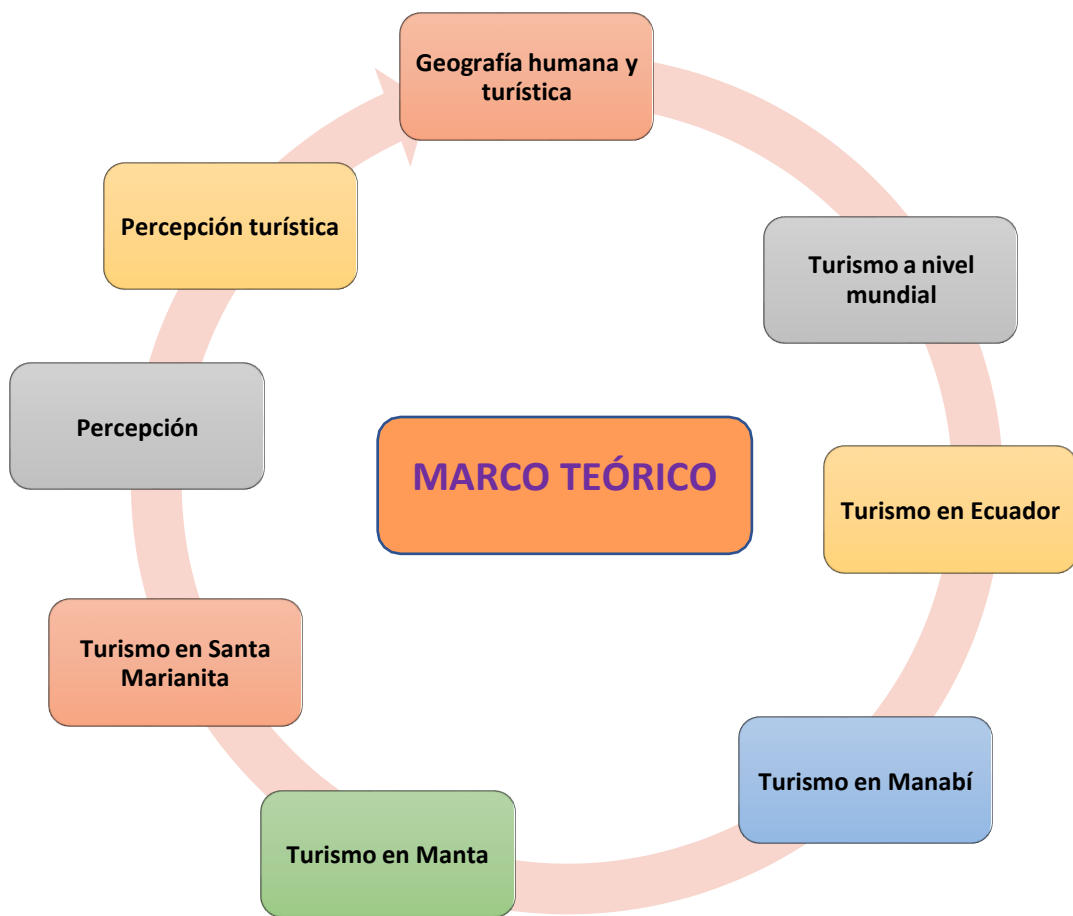 Geografía humana y
turística
Turismo a nivel
mundial
Turismo en Ecuador
Turismo en Manabí
Turismo en Manta
Turismo en Santa
Marianita
Percepción
Percepción turística
MARCO TEÓRICO